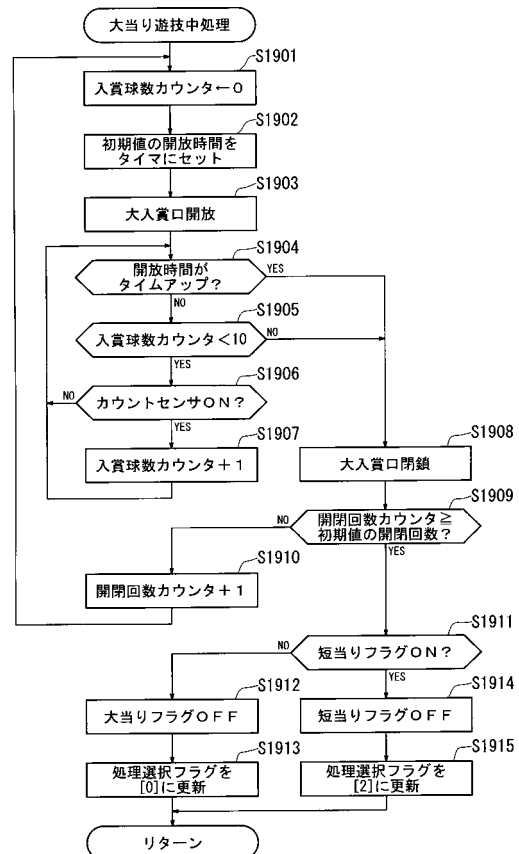 大当り遊技中処理
S1901
入賞球数カウンタ←0
S1902
初期値の開放時間を
タイマにセット
S1903
大入賞口開放
S1904
開放時間が
タイムアップ?
YES
NO
S1905
入賞球数カウンタ<10
NO
YES
S1906
カウントセンサON?
NO
YES
S1907
入賞球数カウンタ+1
S1908
大入賞口閉鎖
S1909
開閉回数カウンタ≧
初期値の開閉回数?
NO
YES
S1910
開閉回数カウンタ+1
S1911
短当りフラグON?
NO
YES
S1912
大当りフラグOFF
S1914
短当りフラグOFF
S1913
処理選択フラグを
[0]に更新
S1915
処理選択フラグを
[2]に更新
リターン